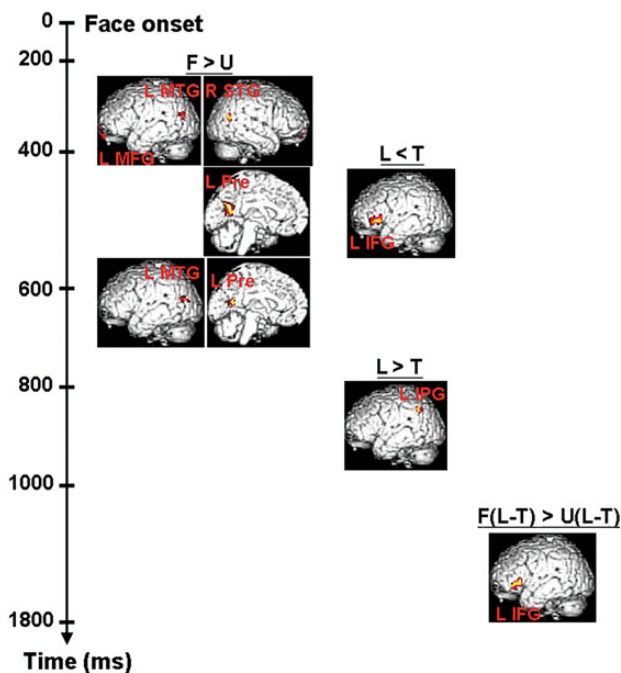 0 Face onset
200
F > U
L MTG R STG
L MFG
400
L < T
L Pre
L IFG
L MTG L Pre
600
L > T
800
L IPG
1000
F(L-T) > U(L-T)
L IFG
1800
Time (ms)